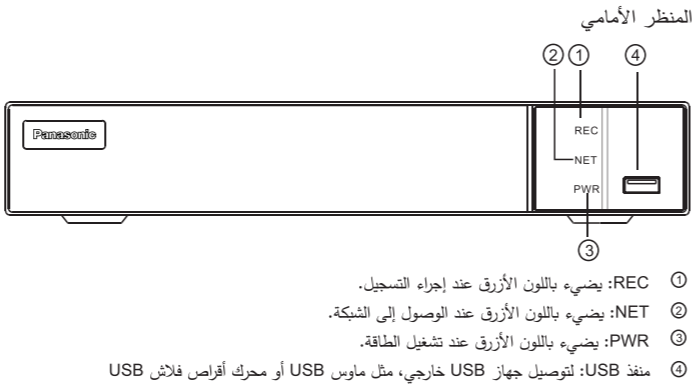 المنظر الأمامي
② ① ④
Panasonic
REC
NET
PWR
③
① REC: يضيء باللون الأزرق عند إجراء التسجيل.
② NET: يضيء باللون الأزرق عند الوصول إلى الشبكة.
③ PWR: يضيء باللون الأزرق عند تشغيل الطاقة.
④ منفذ USB: لتوصيل جهاز USB خارجي، مثل ماوس USB أو محرك أقراص فلاش USB